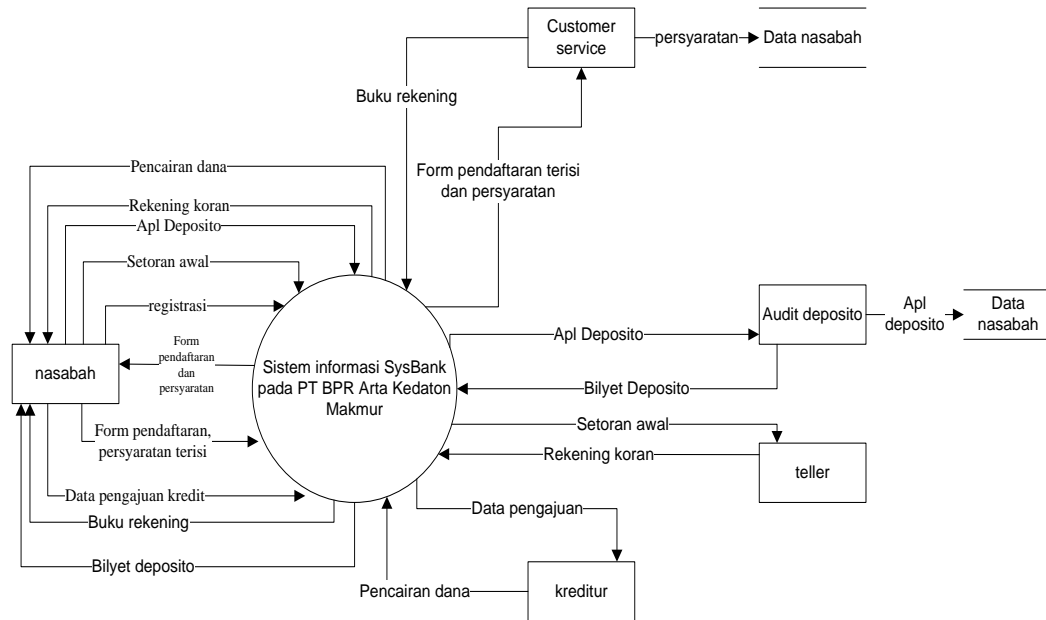 Customer
service
persyaratan
Data nasabah
Buku rekening
Form pendaftaran terisi
dan persyaratan
Pencairan dana
Rekening koran
Apl Deposito
Setoran awal
registrasi
Form
pendaftaran
dan
persyaratan
nasabah
Form pendaftaran,
persyaratan terisi
Data pengajuan kredit
Buku rekening
Bilyet deposito
Sistem informasi SysBank
pada PT BPR Arta Kedaton
Makmur
Apl Deposito
Bilyet Deposito
Audit deposito
Apl
deposito
Data
nasabah
Setoran awal
Rekening koran
teller
Data pengajuan
Pencairan dana
kreditur